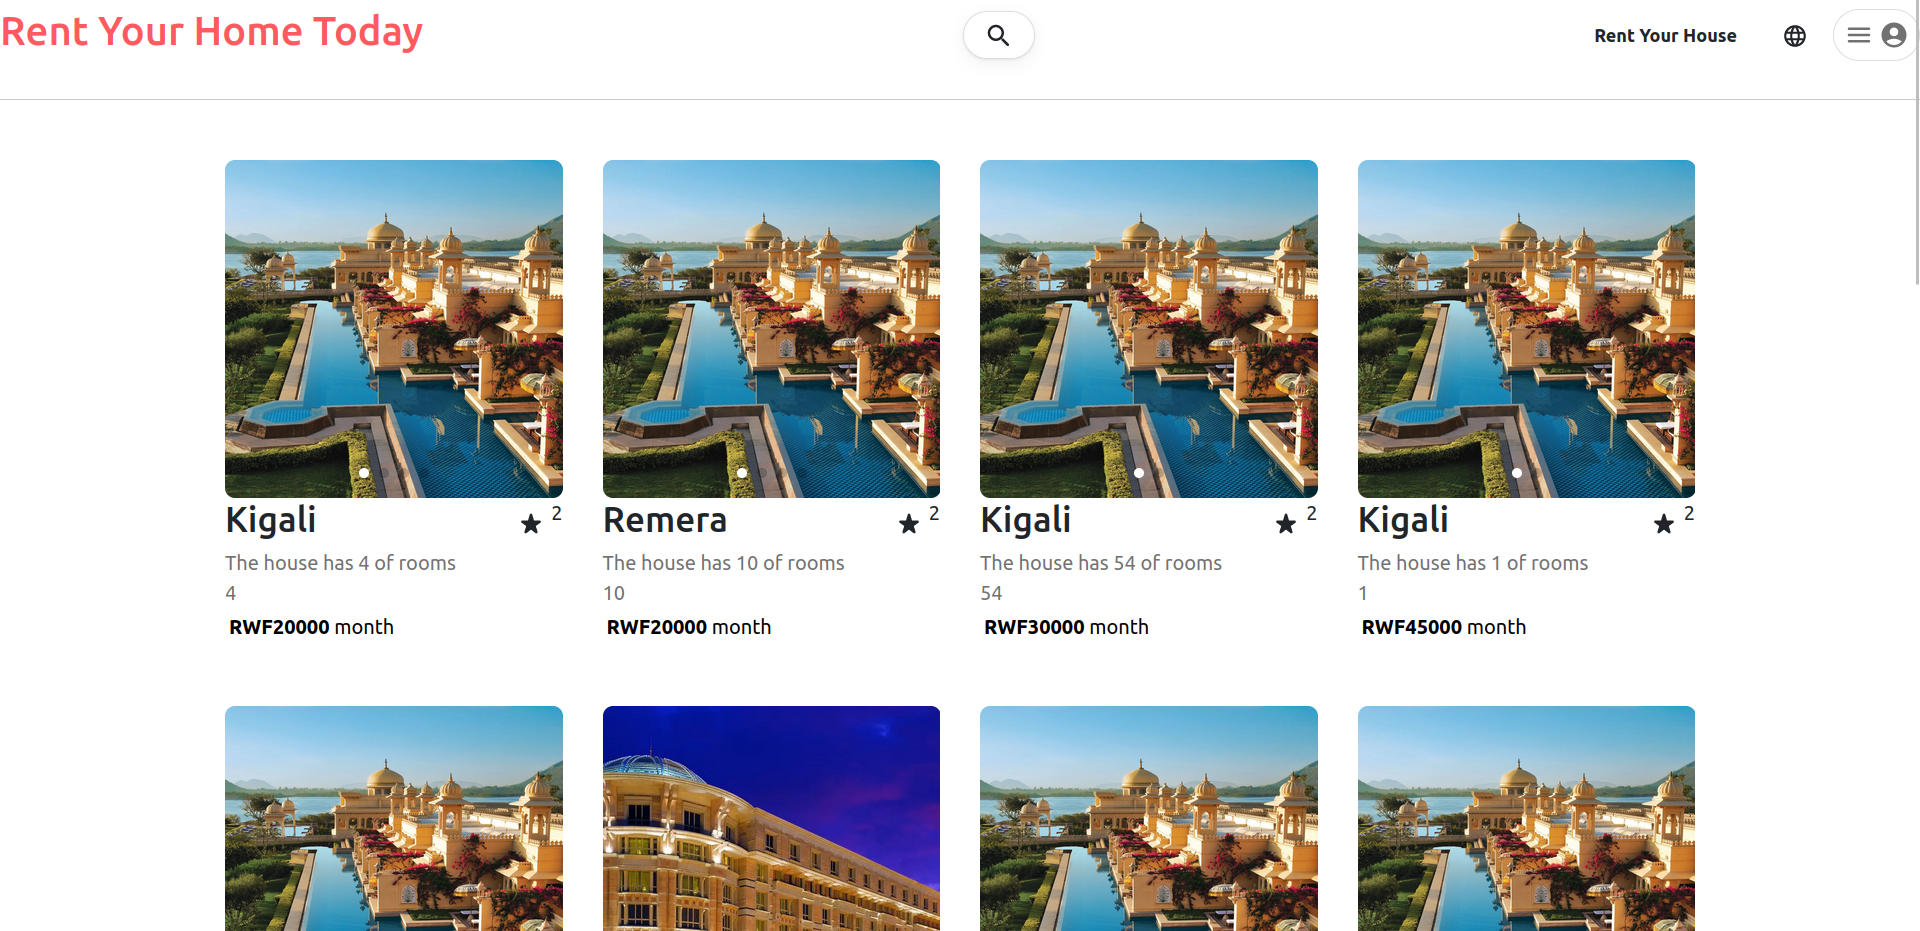 Rent Your Home Today
Rent Your House
Kigali
2
The house has 4 of rooms
4
RWF20000 month
Remera
2
The house has 10 of rooms
10
RWF20000 month
Kigali
2
The house has 54 of rooms
54
RWF30000 month
Kigali
2
The house has 1 of rooms
1
RWF45000 month